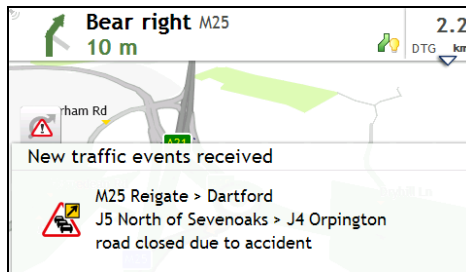 Bear right M25
10 m
2.2
DTG km
rham Rd
A21
New traffic events received
M25 Reigate > Dartford
J5 North of Sevenoaks > J4 Orpington
road closed due to accident